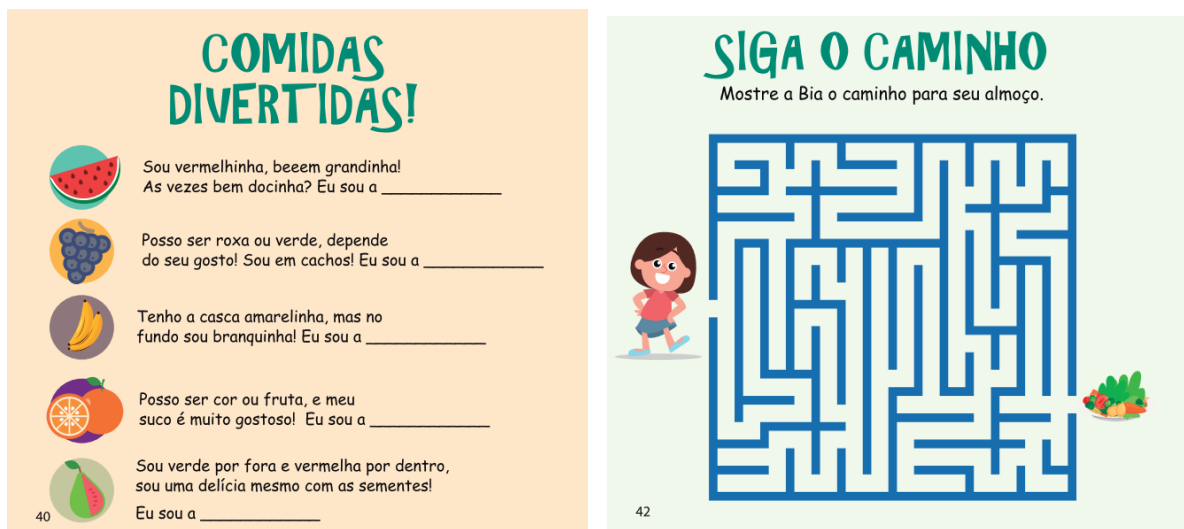 COMIDAS
DIVERTIDAS!
Sou vermelhinha, beeem grandinha!
As vezes bem docinha? Eu sou a ____________
Posso ser roxa ou verde, depende
do seu gosto! Sou em cachos! Eu sou a ____________
Tenho a casca amarelinha, mas no
fundo sou branquinha! Eu sou a ____________
Posso ser cor ou fruta, e meu
suco é muito gostoso! Eu sou a ____________
Sou verde por fora e vermelha por dentro,
sou uma delícia mesmo com as sementes!
Eu sou a ____________
40
SIGA O CAMINHO
Mostre a Bia o caminho para seu almoço.
42